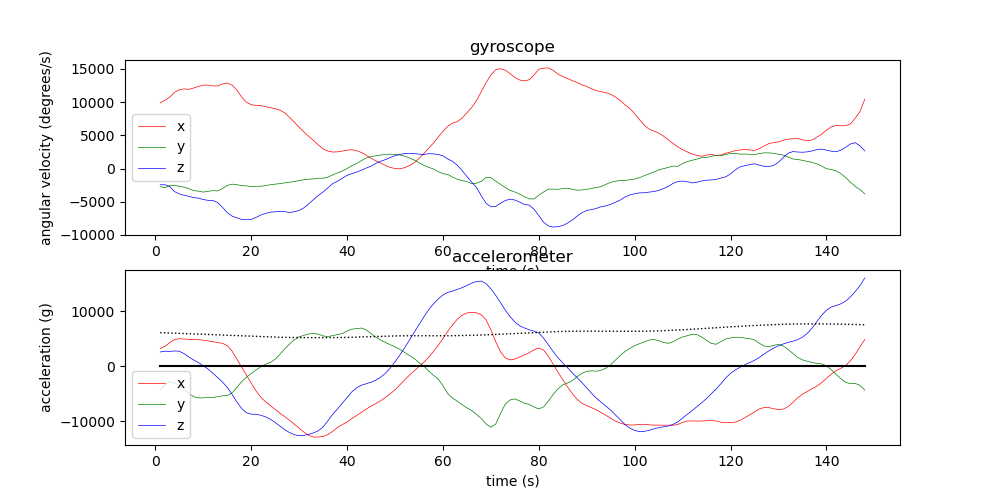 gyroscope
angular velocity (degrees/s)
15000
10000
5000
0
−5000
−10000
x
y
z
0 20 40 60 80 100 120 140
time (s)
accelerometer
acceleration (g)
10000
0
−10000
x
y
z
0 20 40 60 80 100 120 140
time (s)